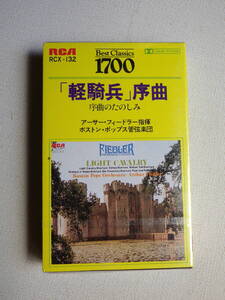 RCA
RCX-132
Best Classics
1700
「軽騎兵」序曲
序曲のたのしみ
アーサー・フィードラー指揮
ボストン・ポップス管弦楽団
FIEDLER
RCA
LIGHT CAVALRY
Boston Pops Orchestra